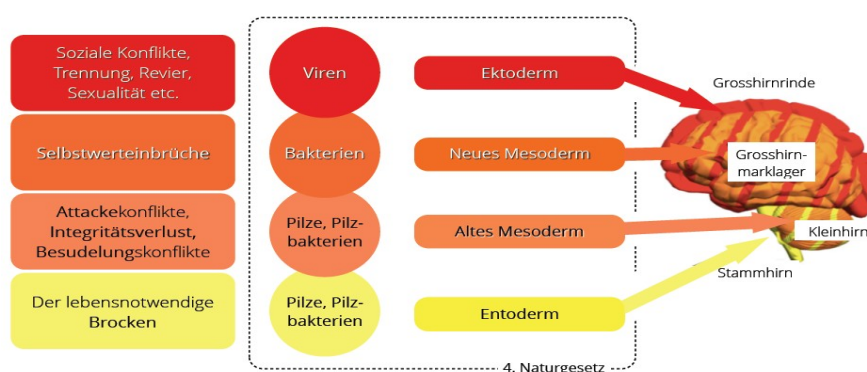 Soziale Konflikte,
Trennung, Revier,
Sexualität etc.
Viren
Ektoderm
Grosshirnrinde
Selbstwerteinbrüche
Bakterien
Neues Mesoderm
Grosshirn-
marklager
Attackekonflikte,
Integritätsverlust,
Besudelungskonflikte
Pilze, Pilz-
bakterien
Altes Mesoderm
Kleinhirn
Stammhirn
Der lebensnotwendige
Brocken
Pilze, Pilz-
bakterien
Entoderm
4. Naturgesetz